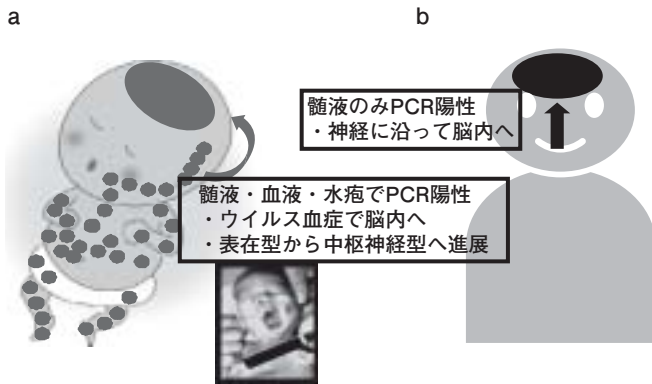 a
b
髄液のみPCR陽性
・神経に沿って脳内へ
髄液・血液・水疱でPCR陽性
・ウイルス血症で脳内へ
・表在型から中枢神経型へ進展